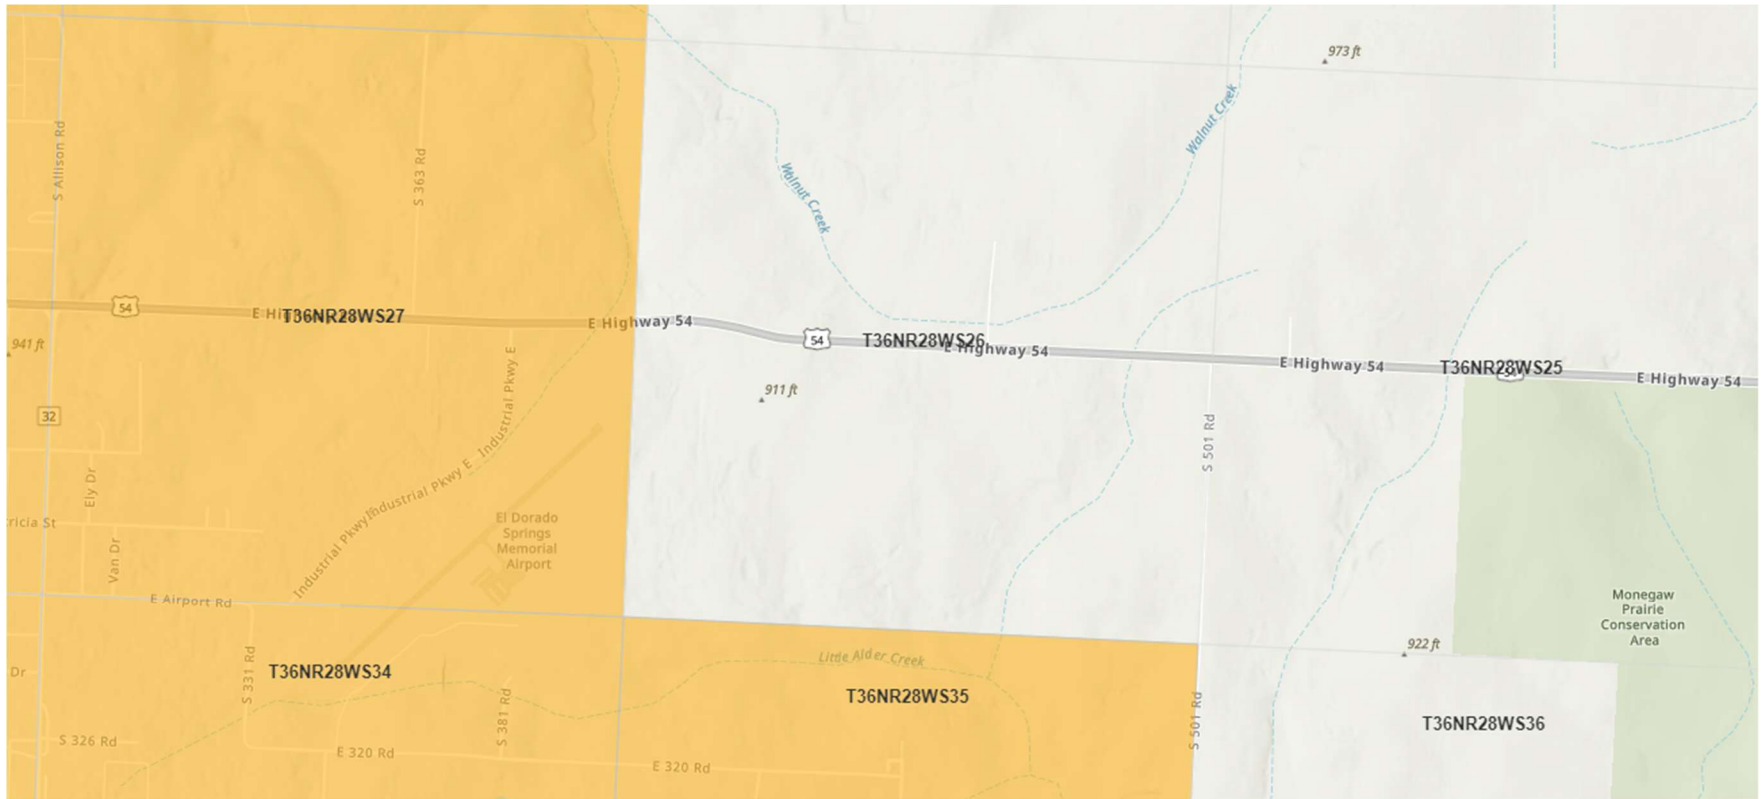 973 ft
Walnut Creek
S Allison Rd
S 363 Rd
Walnut Creek
54
E Highway 54
T36NR28WS27
E Highway 54
54
T36NR28WS26
E Highway 54
941 ft
E Highway 54
T36NR28WS25
54
E Highway 54
911 ft
Industrial Pkwy E
32
S 501 Rd
Industrial Pkwy E
Ely Dr
El Dorado
Springs
Memorial
Airport
Industrial Pkwy
Van Dr
E Airport Rd
Monegaw
Prairie
Conservation
Area
922 ft
Little Alder Creek
Dr
T36NR28WS34
S 331 Rd
T36NR28WS35
S 381 Rd
S 501 Rd
T36NR28WS36
S 326 Rd
E 320 Rd
E 320 Rd